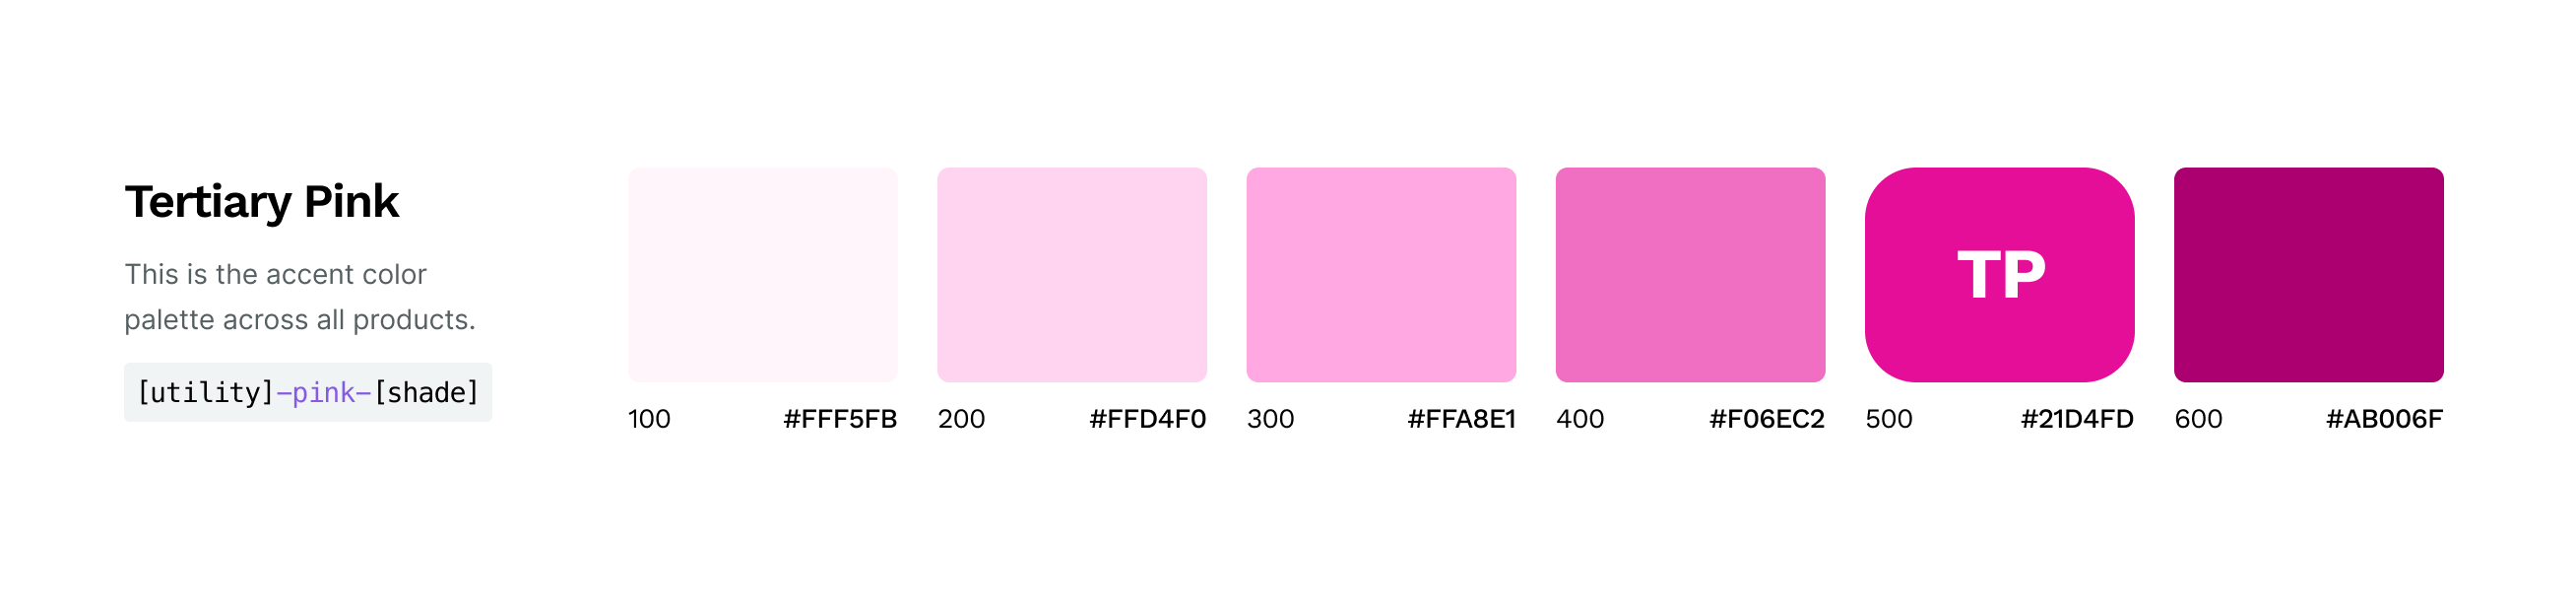 Tertiary Pink
This is the accent color
palette across all products.
[utility]-pink-[shade]
TP
100 #FFF5FB
200 #FFD4F0
300 #FFA8E1
400 #F06EC2
500 #21D4FD
600 #AB006F